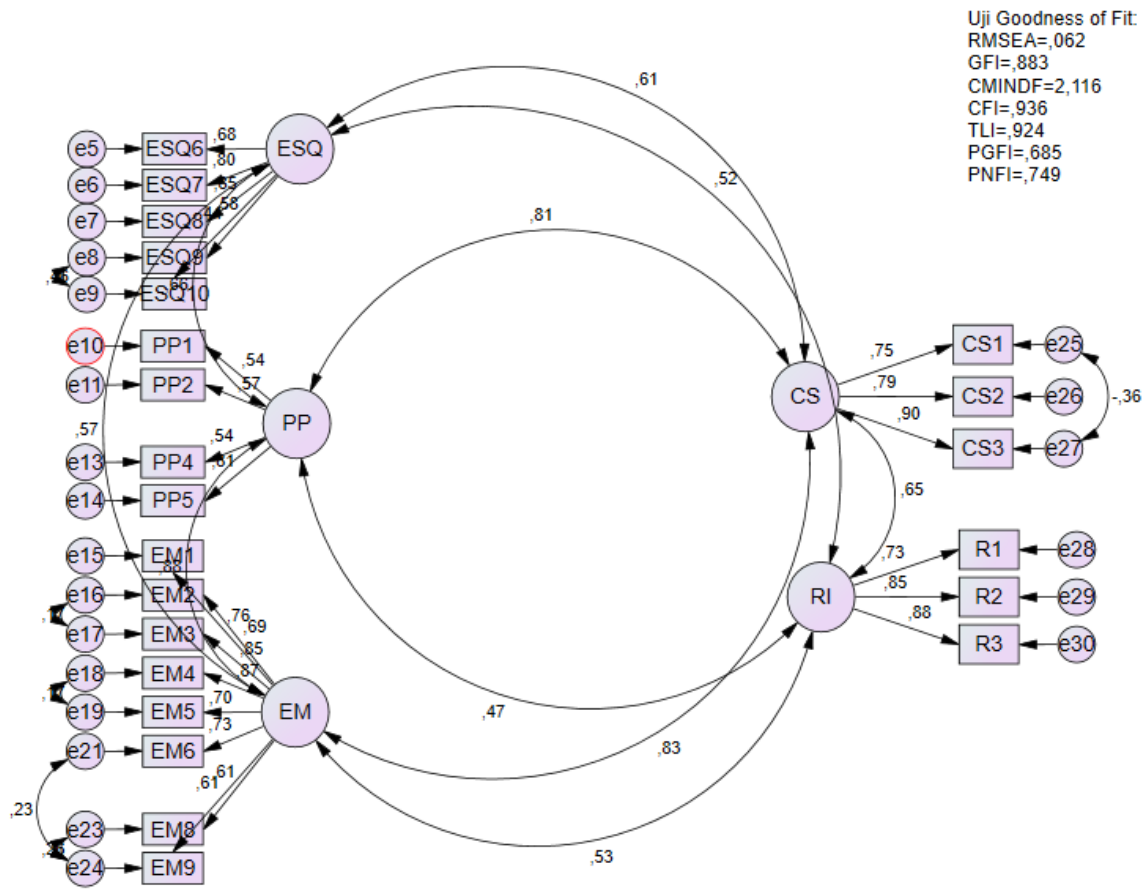 Uji Goodness of Fit:
RMSEA=,062
GFI=,883
CMINDF=2,116
CFI=,936
TLI=,924
PGFI=,685
PNFI=,749
,61
,52
,81
ESQ
e5
ESQ6
,68
e6
ESQ7
,80
e7
ESQ8
,85
e8
ESQ9
,58
e9
ESQ10
,66
e10
PP1
,54
e11
PP2
,57
PP
,57
e13
PP4
,54
e14
PP5
,61
e15
EM1
,88
e16
EM2
,76
,69
e17
EM3
,85
e18
EM4
,87
e19
EM5
,70
EM
e21
EM6
,73
,61
,61
,23
e23
EM8
e24
EM9
CS
,75
CS1
e25
,79
CS2
e26
-,36
,90
CS3
e27
,65
RI
,73
R1
e28
,85
R2
e29
,88
R3
e30
,47
,83
,53